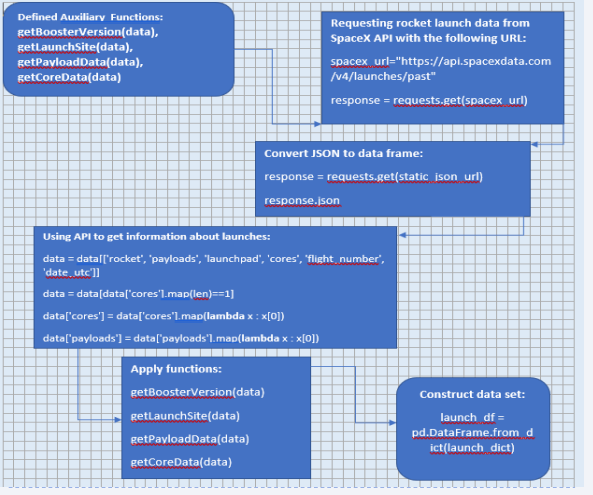 Defined Auxiliary Functions:
getBoosterVersion(data),
getLaunchSite(data),
getPayloadData(data),
getCoreData(data)
Requesting rocket launch data from
SpaceX API with the following URL:
spacex_url="https://api.spacexdata.com
/v4/launches/past"
response = requests.get(spacex_url)
Convert JSON to data frame:
response = requests.get(static_json_url)
response.json
Using API to get information about launches:
data = data[['rocket', 'payloads', 'launchpad', 'cores', 'flight_number',
'date_utc']]
data = data[data['cores'].map(len)==1]
data['cores'] = data['cores'].map(lambda x : x[0])
data['payloads'] = data['payloads'].map(lambda x : x[0])
Apply functions:
getBoosterVersion(data)
getLaunchSite(data)
getPayloadData(data)
getCoreData(data)
Construct data set:
launch_df =
pd.DataFrame.from_d
ict(launch_dict)